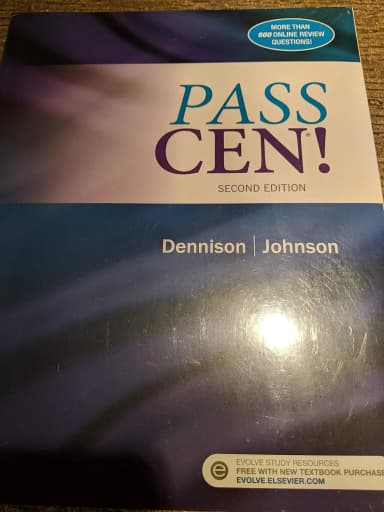 MORE THAN
600 ONLINE REVIEW
QUESTIONS!
PASS
CEN!®
SECOND EDITION
Dennison | Johnson
e
EVOLVE STUDY RESOURCES
FREE WITH NEW TEXTBOOK PURCHASE
EVOLVE.ELSEVIER.COM